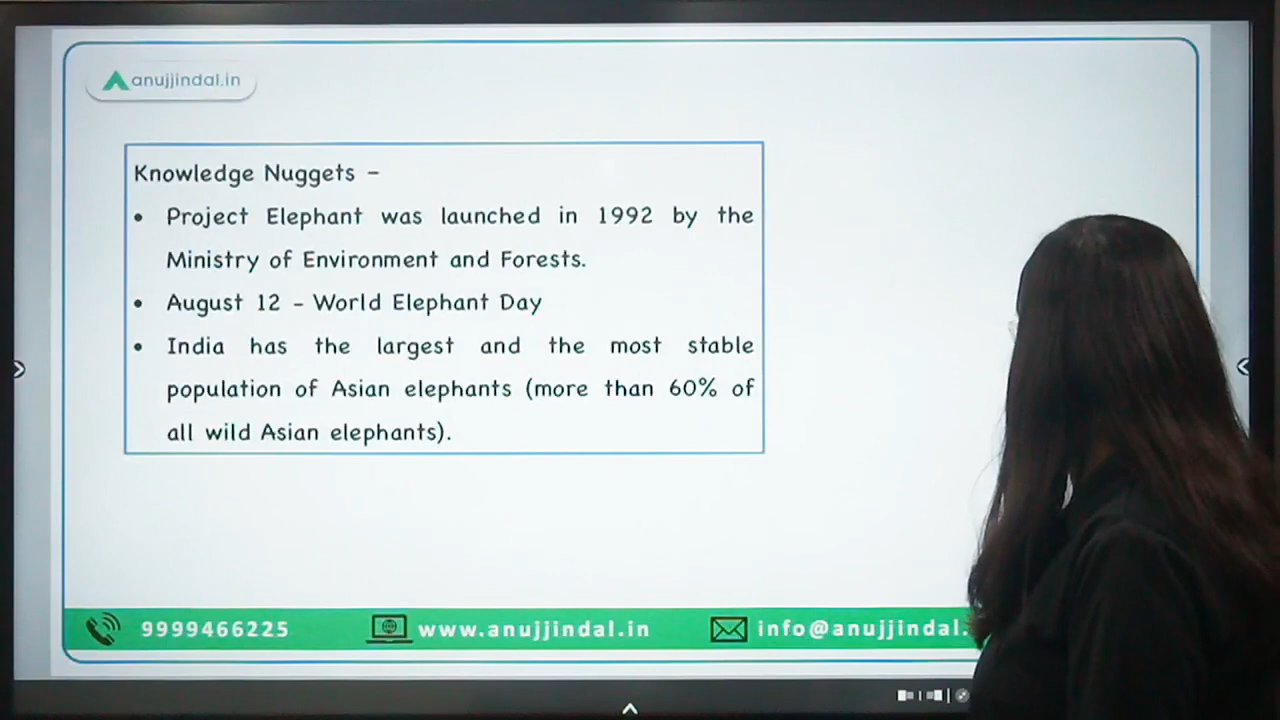 anujjindal.in
Knowledge Nuggets –
• Project Elephant was launched in 1992 by the
Ministry of Environment and Forests.
• August 12 – World Elephant Day
• India has the largest and the most stable
population of Asian elephants (more than 60% of
all wild Asian elephants).
9999466225
www.anujjindal.in
info@anujjindal.